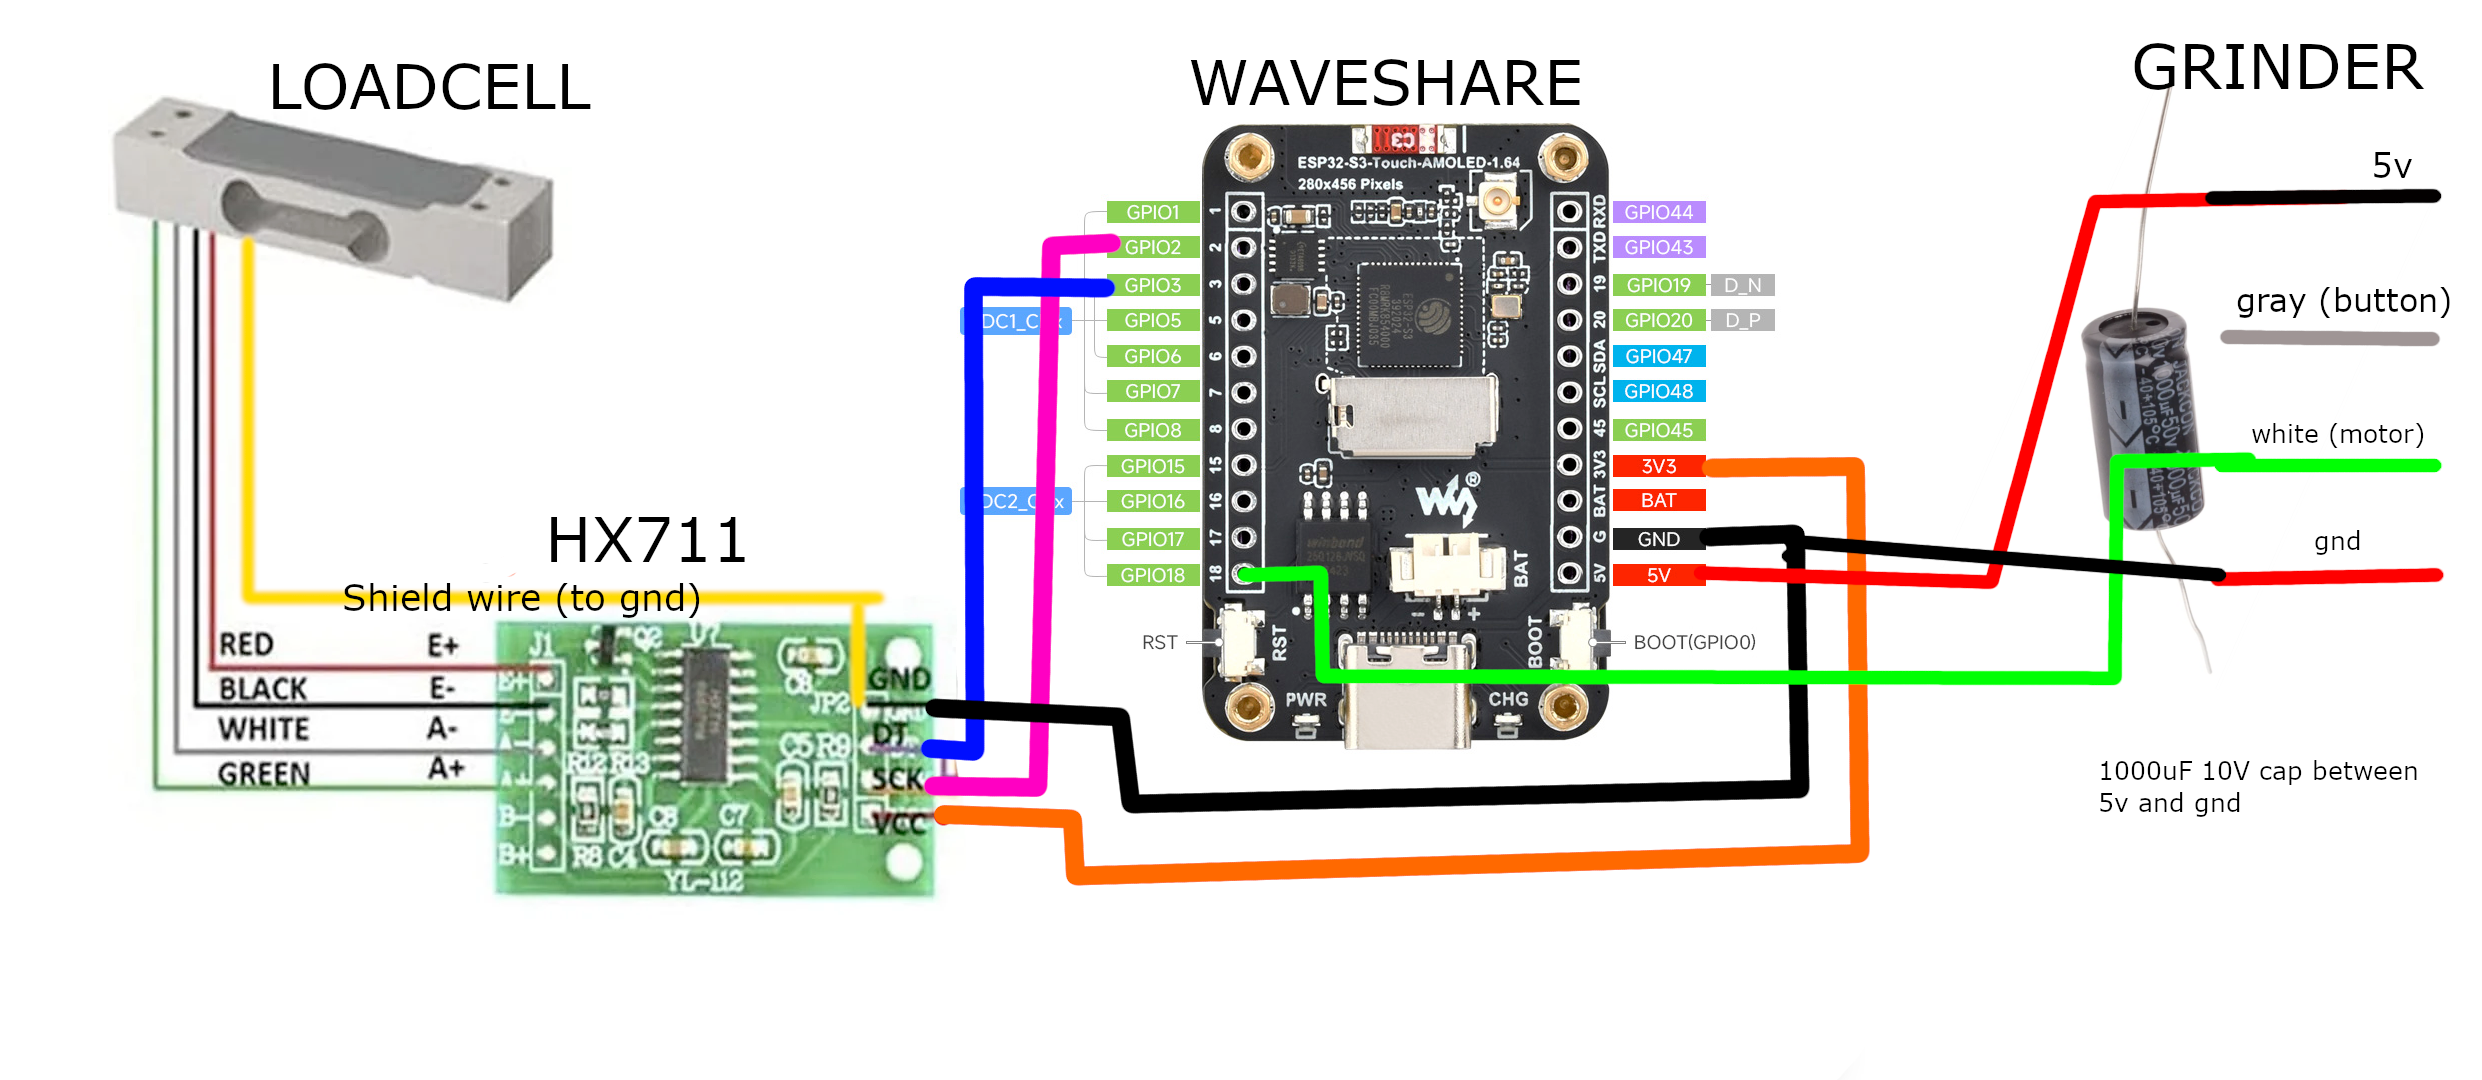 LOADCELL
WAVESHARE
GRINDER
ESP32-S3-Touch-AMOLED-1.64
280x456 Pixels
GPIO1
GPIO2
GPIO3
GPIO5
GPIO6
GPIO7
GPIO8
GPIO15
GPIO16
GPIO17
GPIO18
1
2
3
5
6
7
8
15
16
17
18
RXD
TXD
19
20
SDA
SCL
45
3V3
BAT
G
5V
GPIO44
GPIO43
GPIO19 D_N
GPIO20 D_P
GPIO47
GPIO48
GPIO45
3V3
BAT
GND
5V
ESP32-S3
winbond
BAT
- +
RST
RST
BOOT
BOOT(GPIO0)
PWR
CHG
5v
gray (button)
white (motor)
gnd
1000uF 10V cap between
5v and gnd
HX711
Shield wire (to gnd)
RED E+
BLACK E-
WHITE A-
GREEN A+
J1
E+
A+
B-
B+
Q2
C8
JP2
GND
DT
SCK
VCC
R12 R13
C5 R9
R8 C4
C6 C7
YL-112